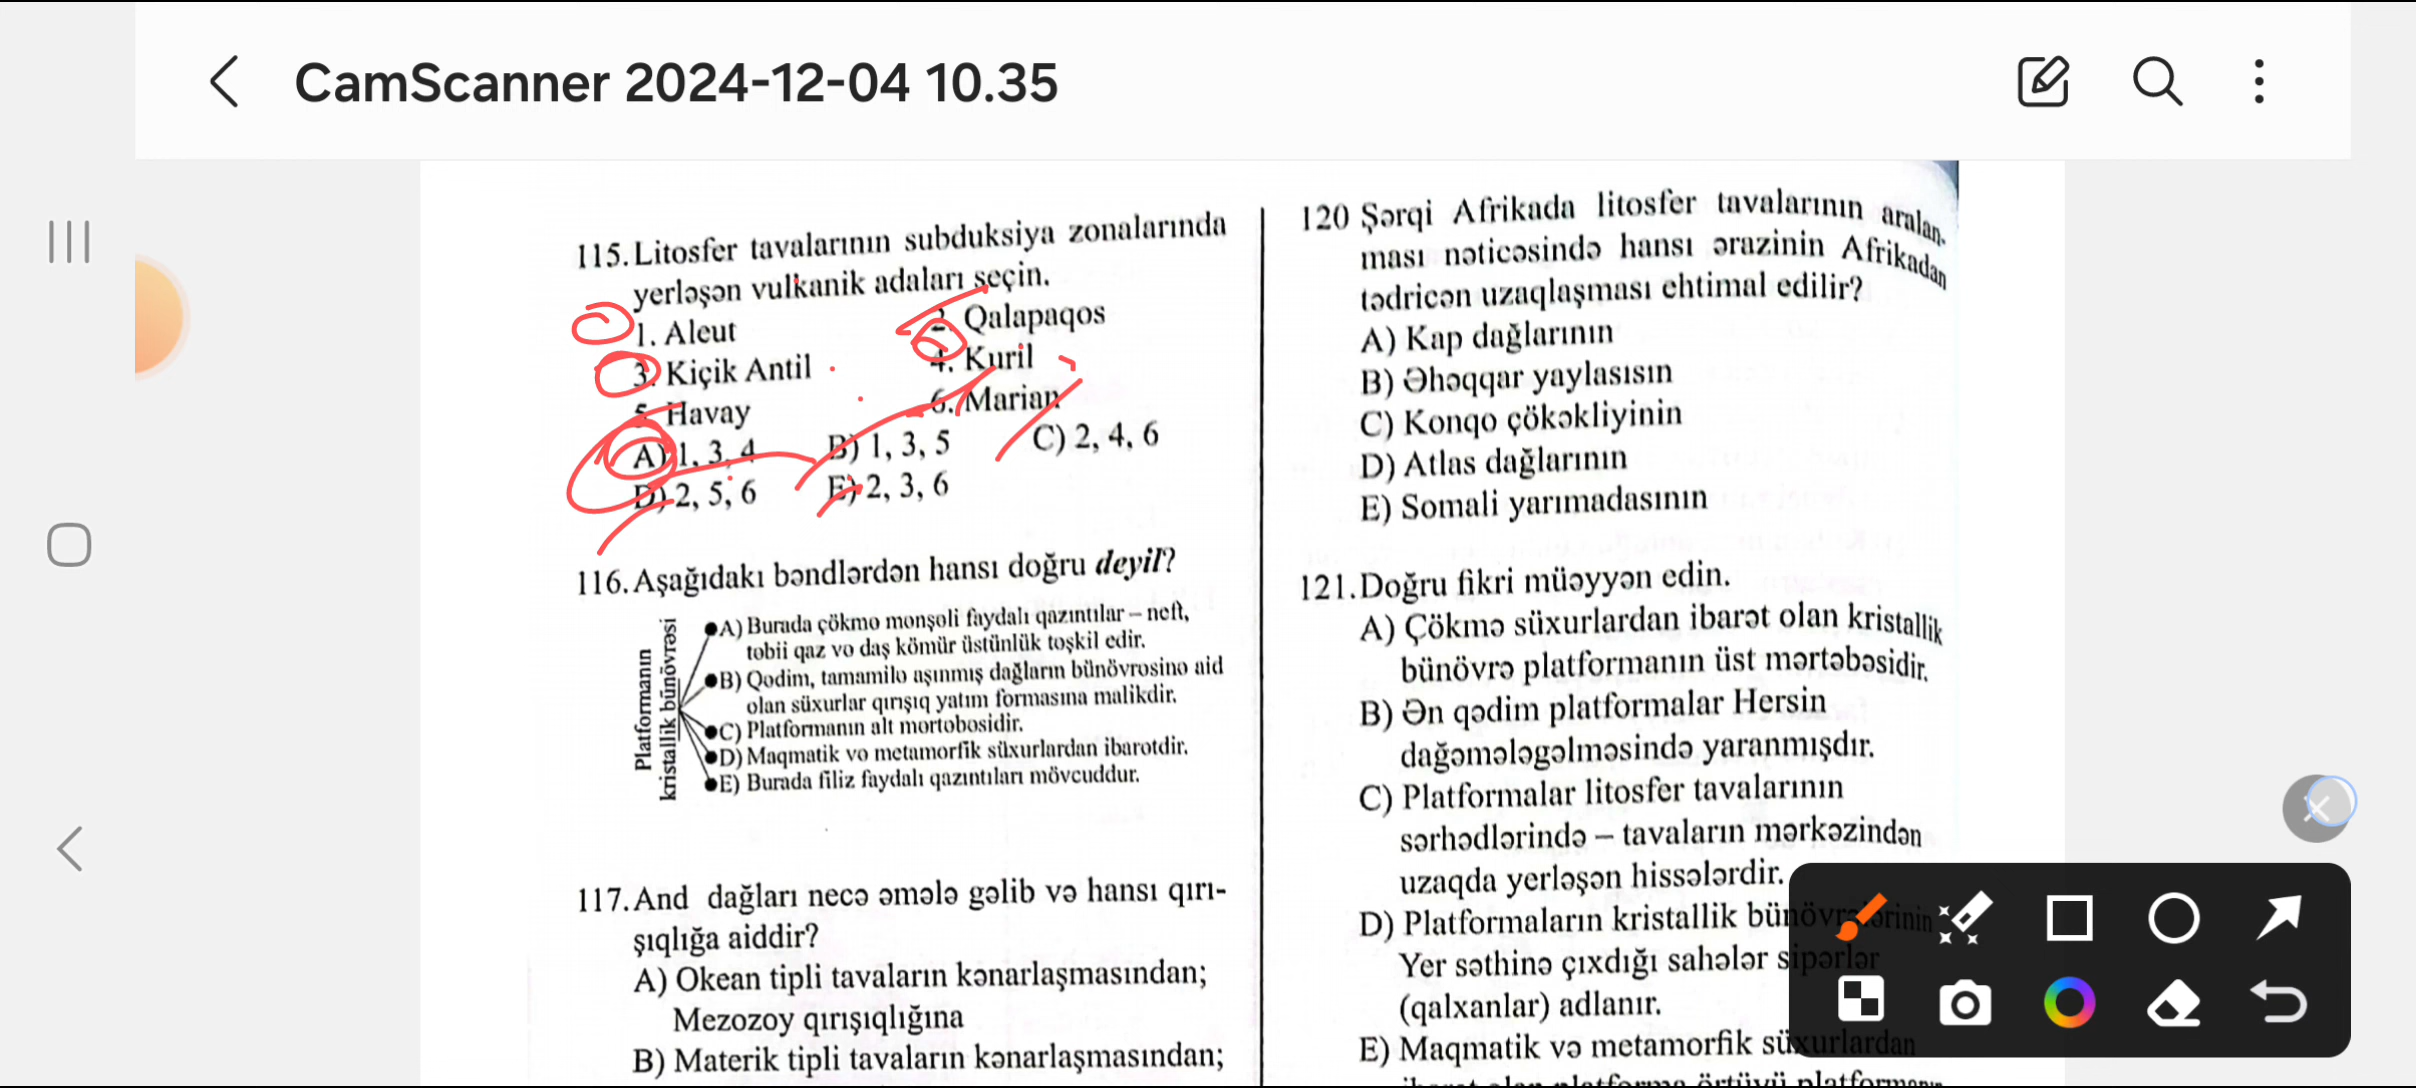 CamScanner 2024-12-04 10.35
115. Litosfer tavalarının subduksiya zonalarında
yerləşən vulkanik adaları seçin.
1. Aleut 2. Qalapaqos
3. Kiçik Antil 4. Kuril
5. Havay 6. Marian
A) 1, 3, 4 B) 1, 3, 5 C) 2, 4, 6
D) 2, 5, 6 E) 2, 3, 6
116. Aşağıdakı bəndlərdən hansı doğru deyil?
Platformanın
kristallik bünövrəsi
A) Burada çökmə mənşəli faydalı qazıntılar – neft,
təbii qaz və daş kömür üstünlük təşkil edir.
B) Qədim, tamamilə aşınmış dağların bünövrəsinə aid
olan süxurlar qırışıq yatım formasına malikdir.
C) Platformanın alt mərtəbəsidir.
D) Maqmatik və metamorfik süxurlardan ibarətdir.
E) Burada filiz faydalı qazıntıları mövcuddur.
117. And dağları necə əmələ gəlib və hansı qırı-
şıqlığa aiddir?
A) Okean tipli tavaların kənarlaşmasından;
Mezozoy qırışıqlığına
B) Materik tipli tavaların kənarlaşmasından;
120 Şərqi Afrikada litosfer tavalarının aralan-
ması nəticəsində hansı ərazinin Afrikadan
tədricən uzaqlaşması ehtimal edilir?
A) Kap dağlarının
B) Əhəqqar yaylasısın
C) Konqo çökəkliyinin
D) Atlas dağlarının
E) Somali yarımadasının
121. Doğru fikri müəyyən edin.
A) Çökmə süxurlardan ibarət olan kristallik
bünövrə platformanın üst mərtəbəsidir.
B) Ən qədim platformalar Hersin
dağəmələgəlməsində yaranmışdır.
C) Platformalar litosfer tavalarının
sərhədlərində – tavaların mərkəzindən
uzaqda yerləşən hissələrdir.
D) Platformaların kristallik bünövrələrinin
Yer səthinə çıxdığı sahələr sipərlər
(qalxanlar) adlanır.
E) Maqmatik və metamorfik süxurlardan
ibarət olan platforma örtüyü platformanın